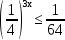 (1/4)^{3x} ≤ 1/64